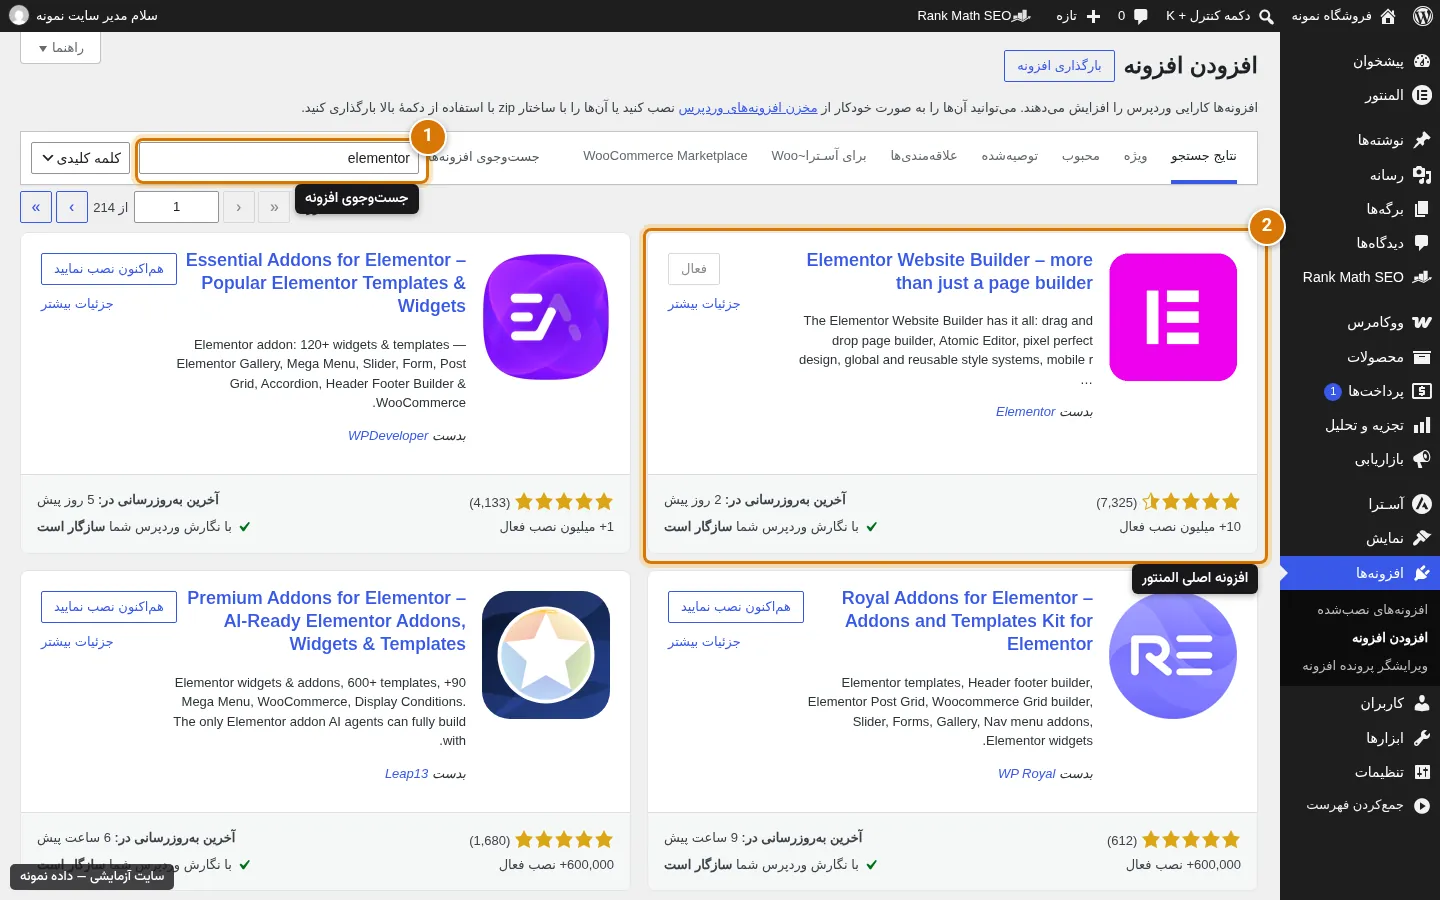 فروشگاه نمونه
دکمه کنترل + K
0
تازه
Rank Math SEO
سلام مدیر سایت نمونه
راهنما
افزودن افزونه
بارگذاری افزونه
افزونه‌ها کارایی وردپرس را افزایش می‌دهند. می‌توانید آن‌ها را به صورت خودکار از مخزن افزونه‌های وردپرس نصب کنید یا آن‌ها را با ساختار zip با استفاده از دکمهٔ بالا بارگذاری کنید.
نتایج جستجو
ویژه
محبوب
توصیه‌شده
علاقه‌مندی‌ها
برای آسـترا~Woo
WooCommerce Marketplace
جست‌وجوی افزونه‌ها
elementor
کلمه کلیدی
1
جست‌وجوی افزونه
« ‹ 1 از 214 › »
2
Elementor Website Builder – more than just a page builder
فعال
جزئیات بیشتر
The Elementor Website Builder has it all: drag and
drop page builder, Atomic Editor, pixel perfect
design, global and reusable style systems, mobile r
…
بدست Elementor
(7,325)
آخرین به‌روزرسانی در: 2 روز پیش
10+ میلیون نصب فعال
با نگارش وردپرس شما سازگار است
افزونه اصلی المنتور
Essential Addons for Elementor –
Popular Elementor Templates &
Widgets
هم‌اکنون نصب نمایید
جزئیات بیشتر
Elementor addon: 120+ widgets & templates —
Elementor Gallery, Mega Menu, Slider, Form, Post
Grid, Accordion, Header Footer Builder &
.WooCommerce
بدست WPDeveloper
(4,133)
آخرین به‌روزرسانی در: 5 روز پیش
1+ میلیون نصب فعال
با نگارش وردپرس شما سازگار است
Royal Addons for Elementor –
Addons and Templates Kit for
Elementor
هم‌اکنون نصب نمایید
جزئیات بیشتر
RE
Elementor templates, Header footer builder,
Elementor Post Grid, Woocommerce Grid builder,
Slider, Forms, Gallery, Nav menu addons,
.Elementor widgets
بدست WP Royal
(612)
آخرین به‌روزرسانی در: 9 ساعت پیش
600,000+ نصب فعال
با نگارش وردپرس شما سازگار است
Premium Addons for Elementor –
AI-Ready Elementor Addons,
Widgets & Templates
هم‌اکنون نصب نمایید
جزئیات بیشتر
Elementor widgets & addons, 600+ templates, +90
Mega Menu, WooCommerce, Display Conditions.
The only Elementor addon AI agents can fully build
.with
بدست Leap13
(1,680)
آخرین به‌روزرسانی در: 6 ساعت پیش
600,000+ نصب فعال
با نگارش وردپرس شما سازگار است
سایت آزمایشی – داده نمونه
پیشخوان
المنتور
نوشته‌ها
رسانه
برگه‌ها
دیدگاه‌ها
Rank Math SEO
ووکامرس
محصولات
پرداخت‌ها 1
تجزیه و تحلیل
بازاریابی
آسـترا
نمایش
افزونه‌ها
افزونه‌های نصب‌شده
افزودن افزونه
ویرایشگر پرونده افزونه
کاربران
ابزارها
تنظیمات
جمع‌کردن فهرست